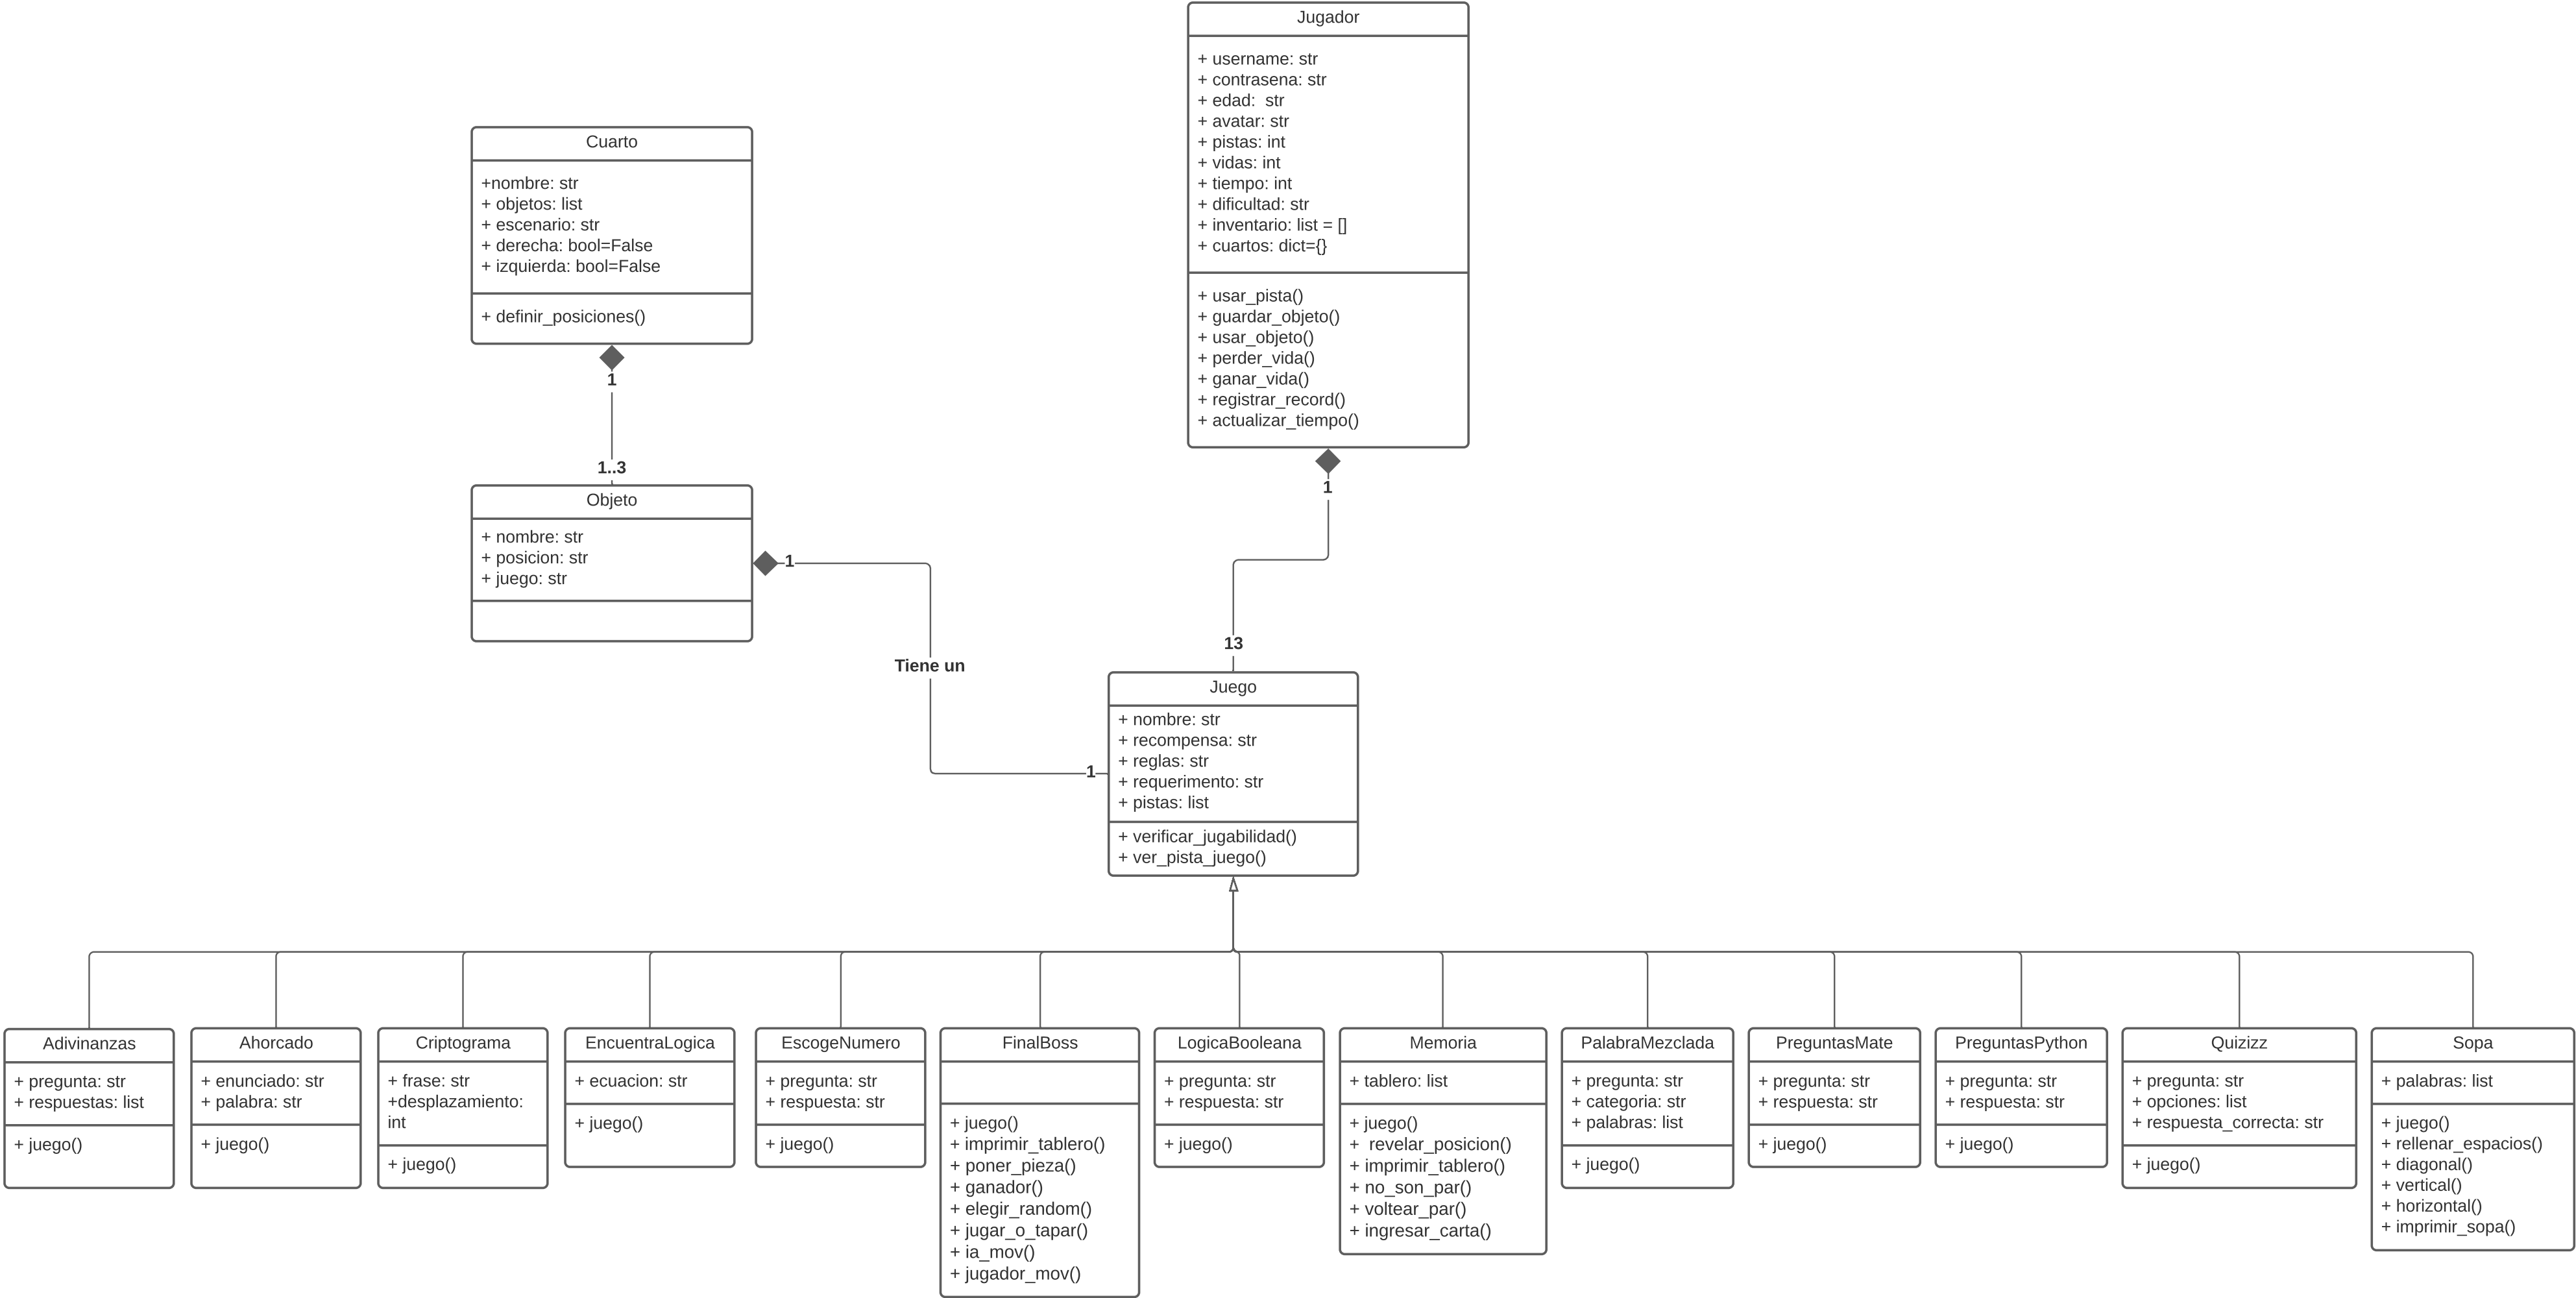 Jugador
+ username: str
+ contrasena: str
+ edad:  str
+ avatar: str
+ pistas: int
+ vidas: int
+ tiempo: int
+ dificultad: str
+ inventario: list = []
+ cuartos: dict={}
+ usar_pista()
+ guardar_objeto()
+ usar_objeto()
+ perder_vida()
+ ganar_vida()
+ registrar_record()
+ actualizar_tiempo()
1
13
Cuarto
+nombre: str
+ objetos: list
+ escenario: str
+ derecha: bool=False
+ izquierda: bool=False
+ definir_posiciones()
1
1..3
Objeto
+ nombre: str
+ posicion: str
+ juego: str
1
Tiene un
1
Juego
+ nombre: str
+ recompensa: str
+ reglas: str
+ requerimento: str
+ pistas: list
+ verificar_jugabilidad()
+ ver_pista_juego()
Adivinanzas
+ pregunta: str
+ respuestas: list
+ juego()
Ahorcado
+ enunciado: str
+ palabra: str
+ juego()
Criptograma
+ frase: str
+desplazamiento:
int
+ juego()
EncuentraLogica
+ ecuacion: str
+ juego()
EscogeNumero
+ pregunta: str
+ respuesta: str
+ juego()
FinalBoss
+ juego()
+ imprimir_tablero()
+ poner_pieza()
+ ganador()
+ elegir_random()
+ jugar_o_tapar()
+ ia_mov()
+ jugador_mov()
LogicaBooleana
+ pregunta: str
+ respuesta: str
+ juego()
Memoria
+ tablero: list
+ juego()
+  revelar_posicion()
+ imprimir_tablero()
+ no_son_par()
+ voltear_par()
+ ingresar_carta()
PalabraMezclada
+ pregunta: str
+ categoria: str
+ palabras: list
+ juego()
PreguntasMate
+ pregunta: str
+ respuesta: str
+ juego()
PreguntasPython
+ pregunta: str
+ respuesta: str
+ juego()
Quizizz
+ pregunta: str
+ opciones: list
+ respuesta_correcta: str
+ juego()
Sopa
+ palabras: list
+ juego()
+ rellenar_espacios()
+ diagonal()
+ vertical()
+ horizontal()
+ imprimir_sopa()